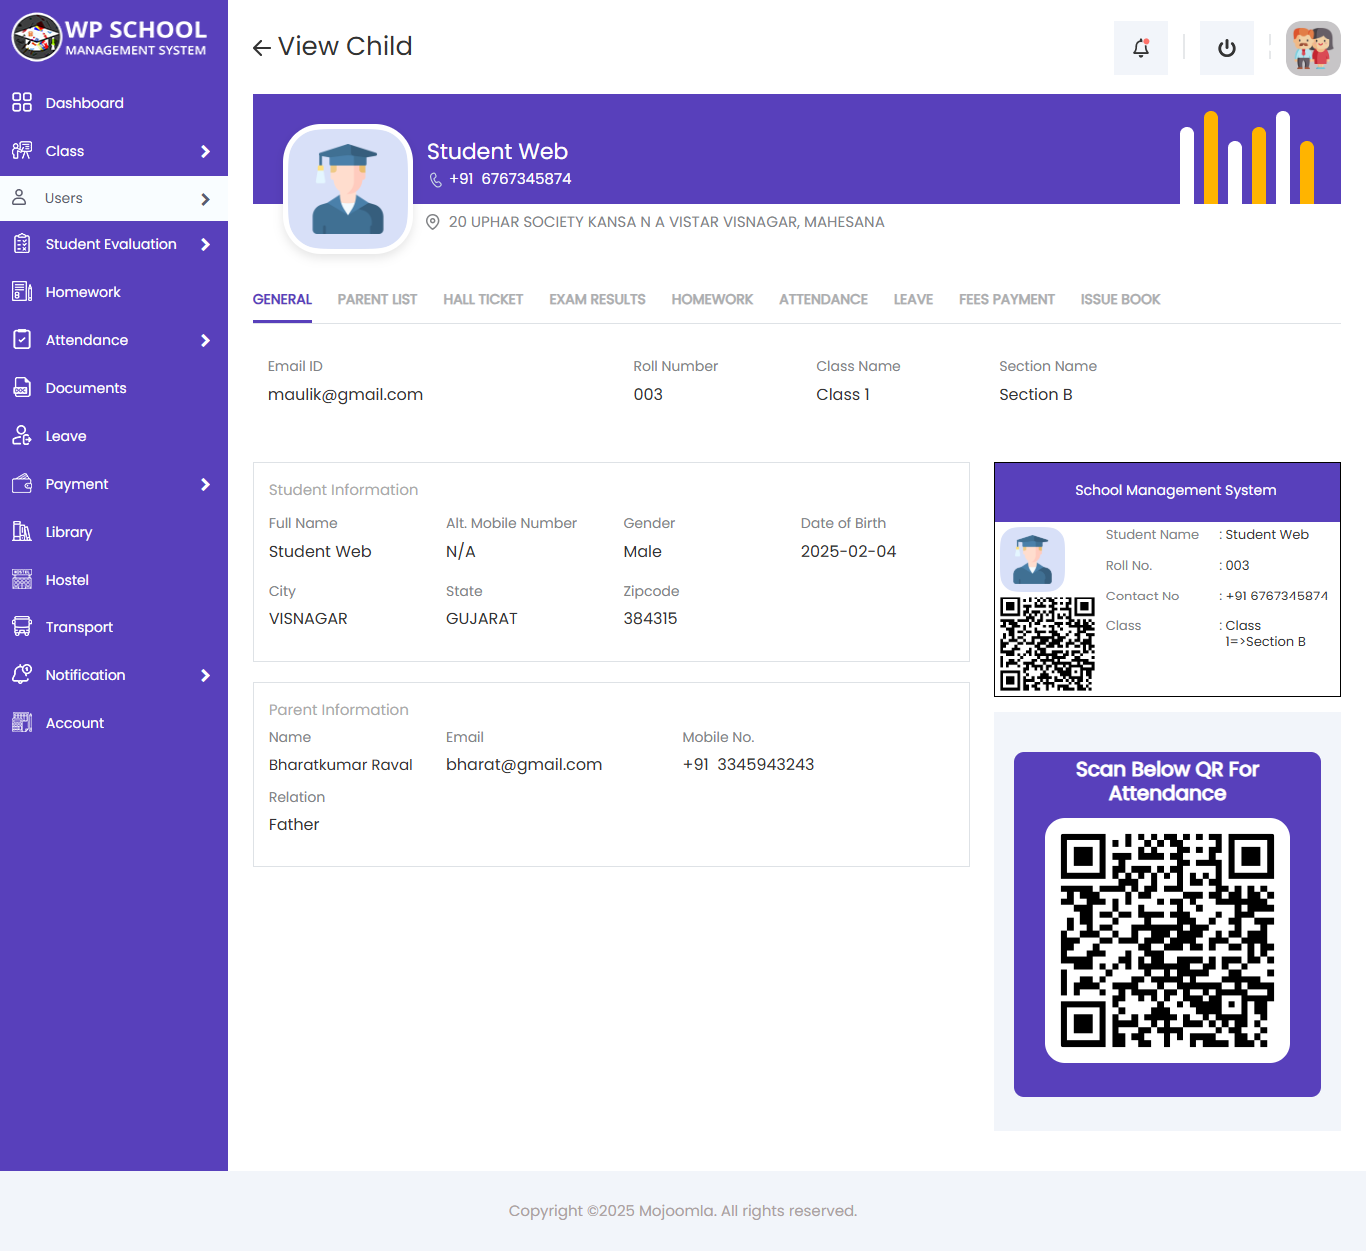 WP SCHOOL
MANAGEMENT SYSTEM
Dashboard
Class
Users
Student Evaluation
Homework
Attendance
Documents
Leave
Payment
Library
Hostel
Transport
Notification
Account
View Child
Student Web
+91 6767345874
20 UPHAR SOCIETY KANSA N A VISTAR VISNAGAR, MAHESANA
GENERAL PARENT LIST HALL TICKET EXAM RESULTS HOMEWORK ATTENDANCE LEAVE FEES PAYMENT ISSUE BOOK
Email ID Roll Number Class Name Section Name
maulik@gmail.com 003 Class 1 Section B
Student Information
Full Name Alt. Mobile Number Gender Date of Birth
Student Web N/A Male 2025-02-04
City State Zipcode
VISNAGAR GUJARAT 384315
Parent Information
Name Email Mobile No.
Bharatkumar Raval bharat@gmail.com +91 3345943243
Relation
Father
School Management System
Student Name : Student Web
Roll No. : 003
Contact No : +91 6767345874
Class : Class
1=>Section B
Scan Below QR For
Attendance
Copyright ©2025 Mojoomla. All rights reserved.